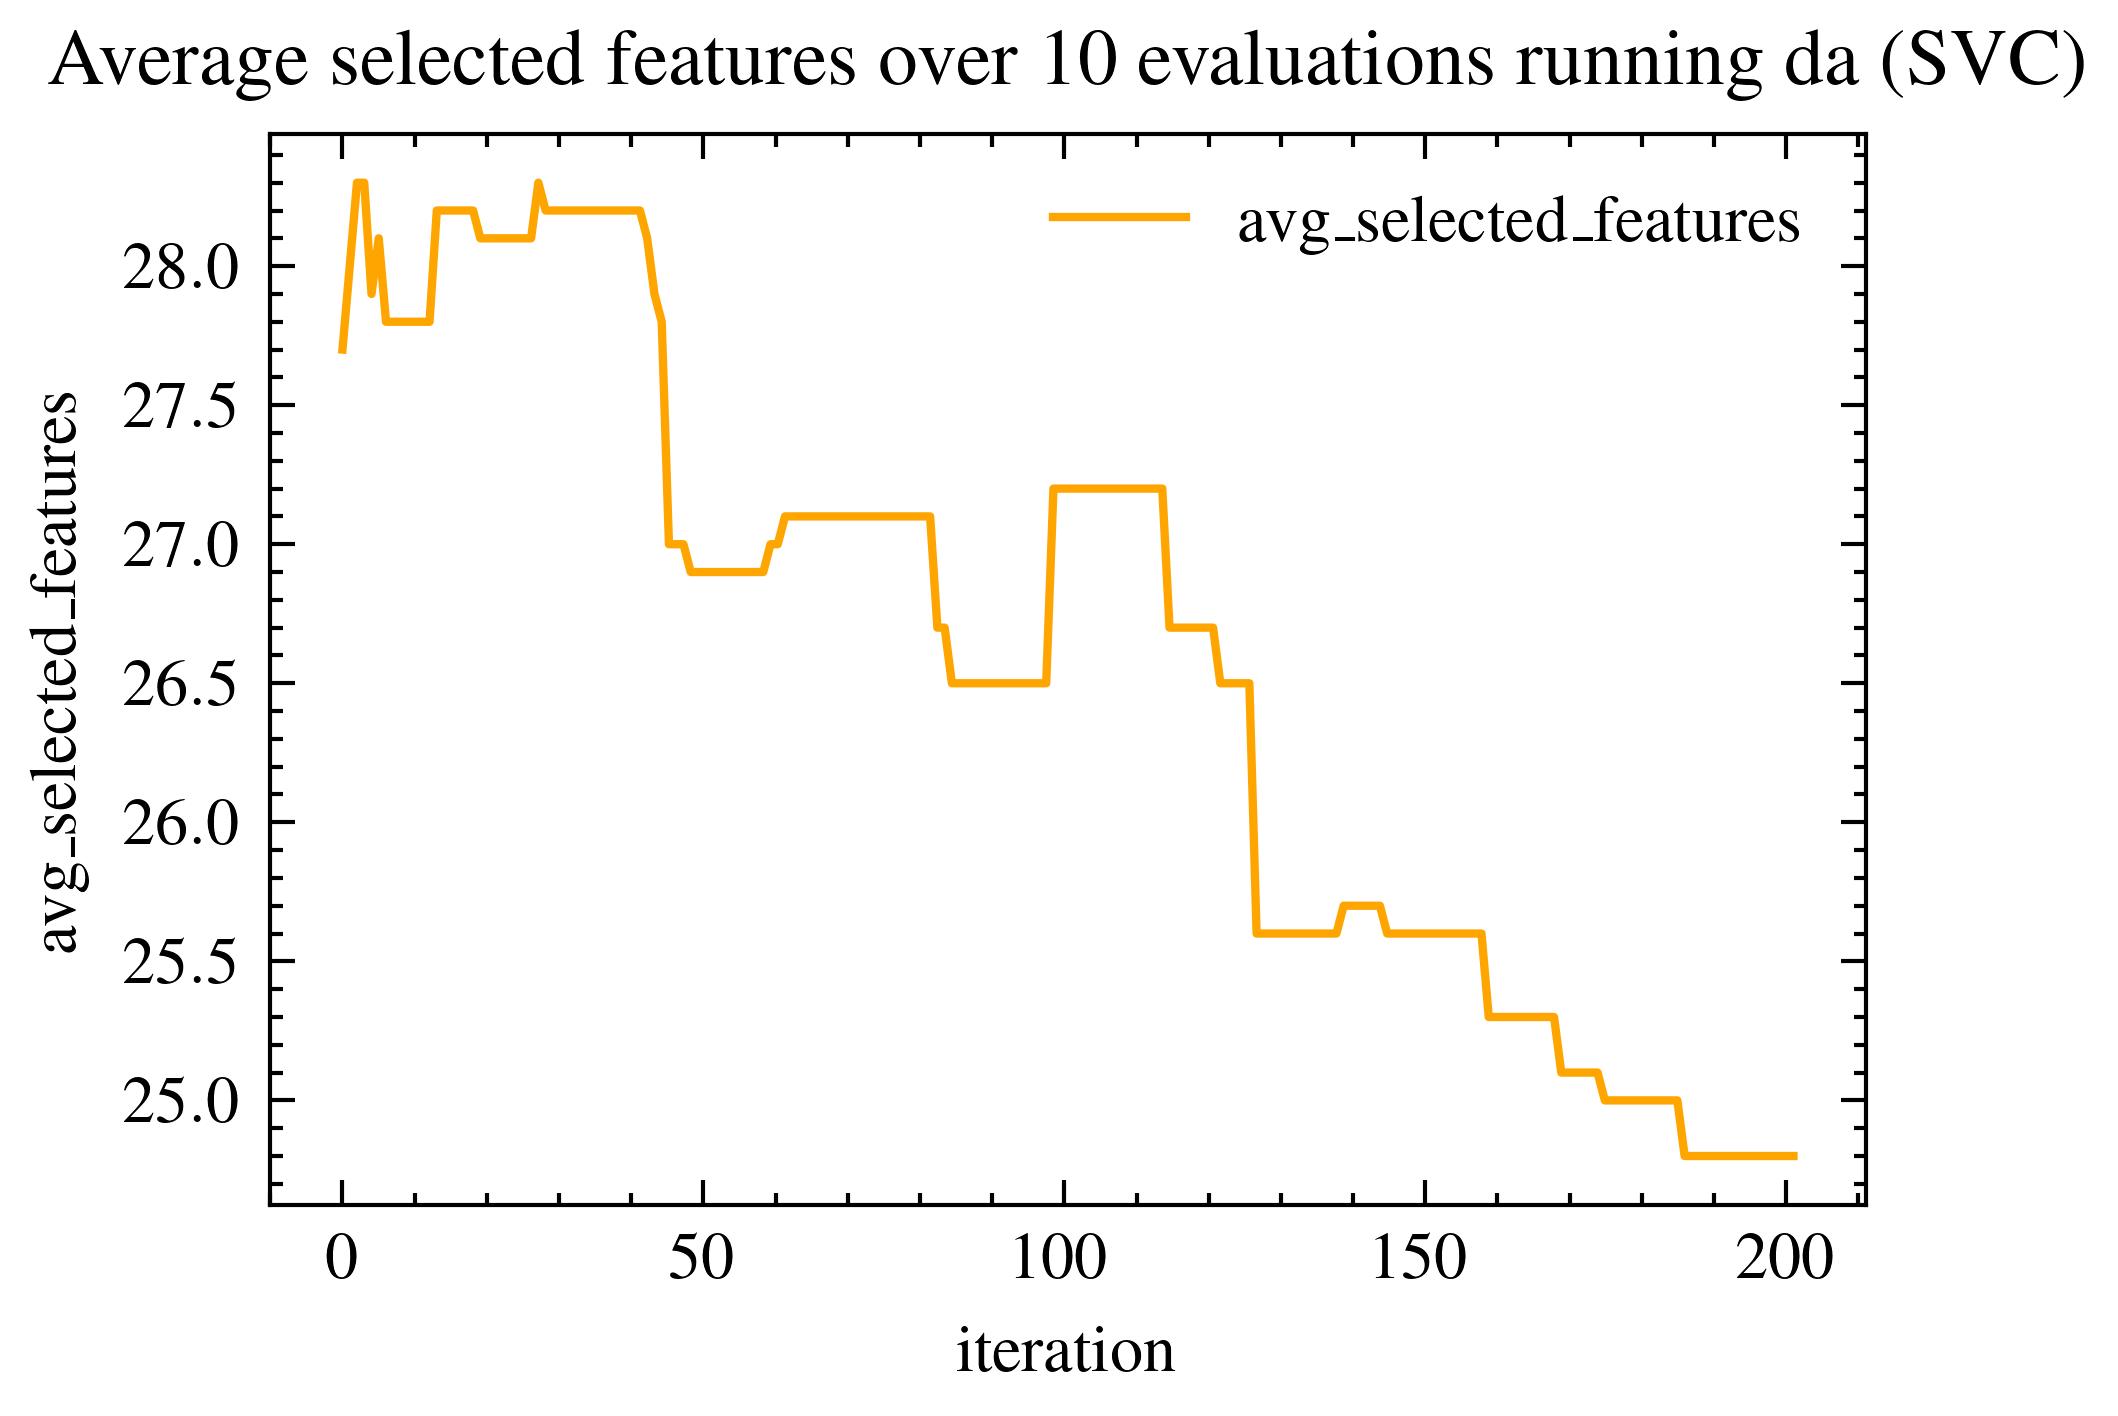 Average selected features over 10 evaluations running da (SVC)
avg_selected_features
28.0
27.5
27.0
26.5
26.0
25.5
25.0
avg_selected_features
0 50 100 150 200
iteration